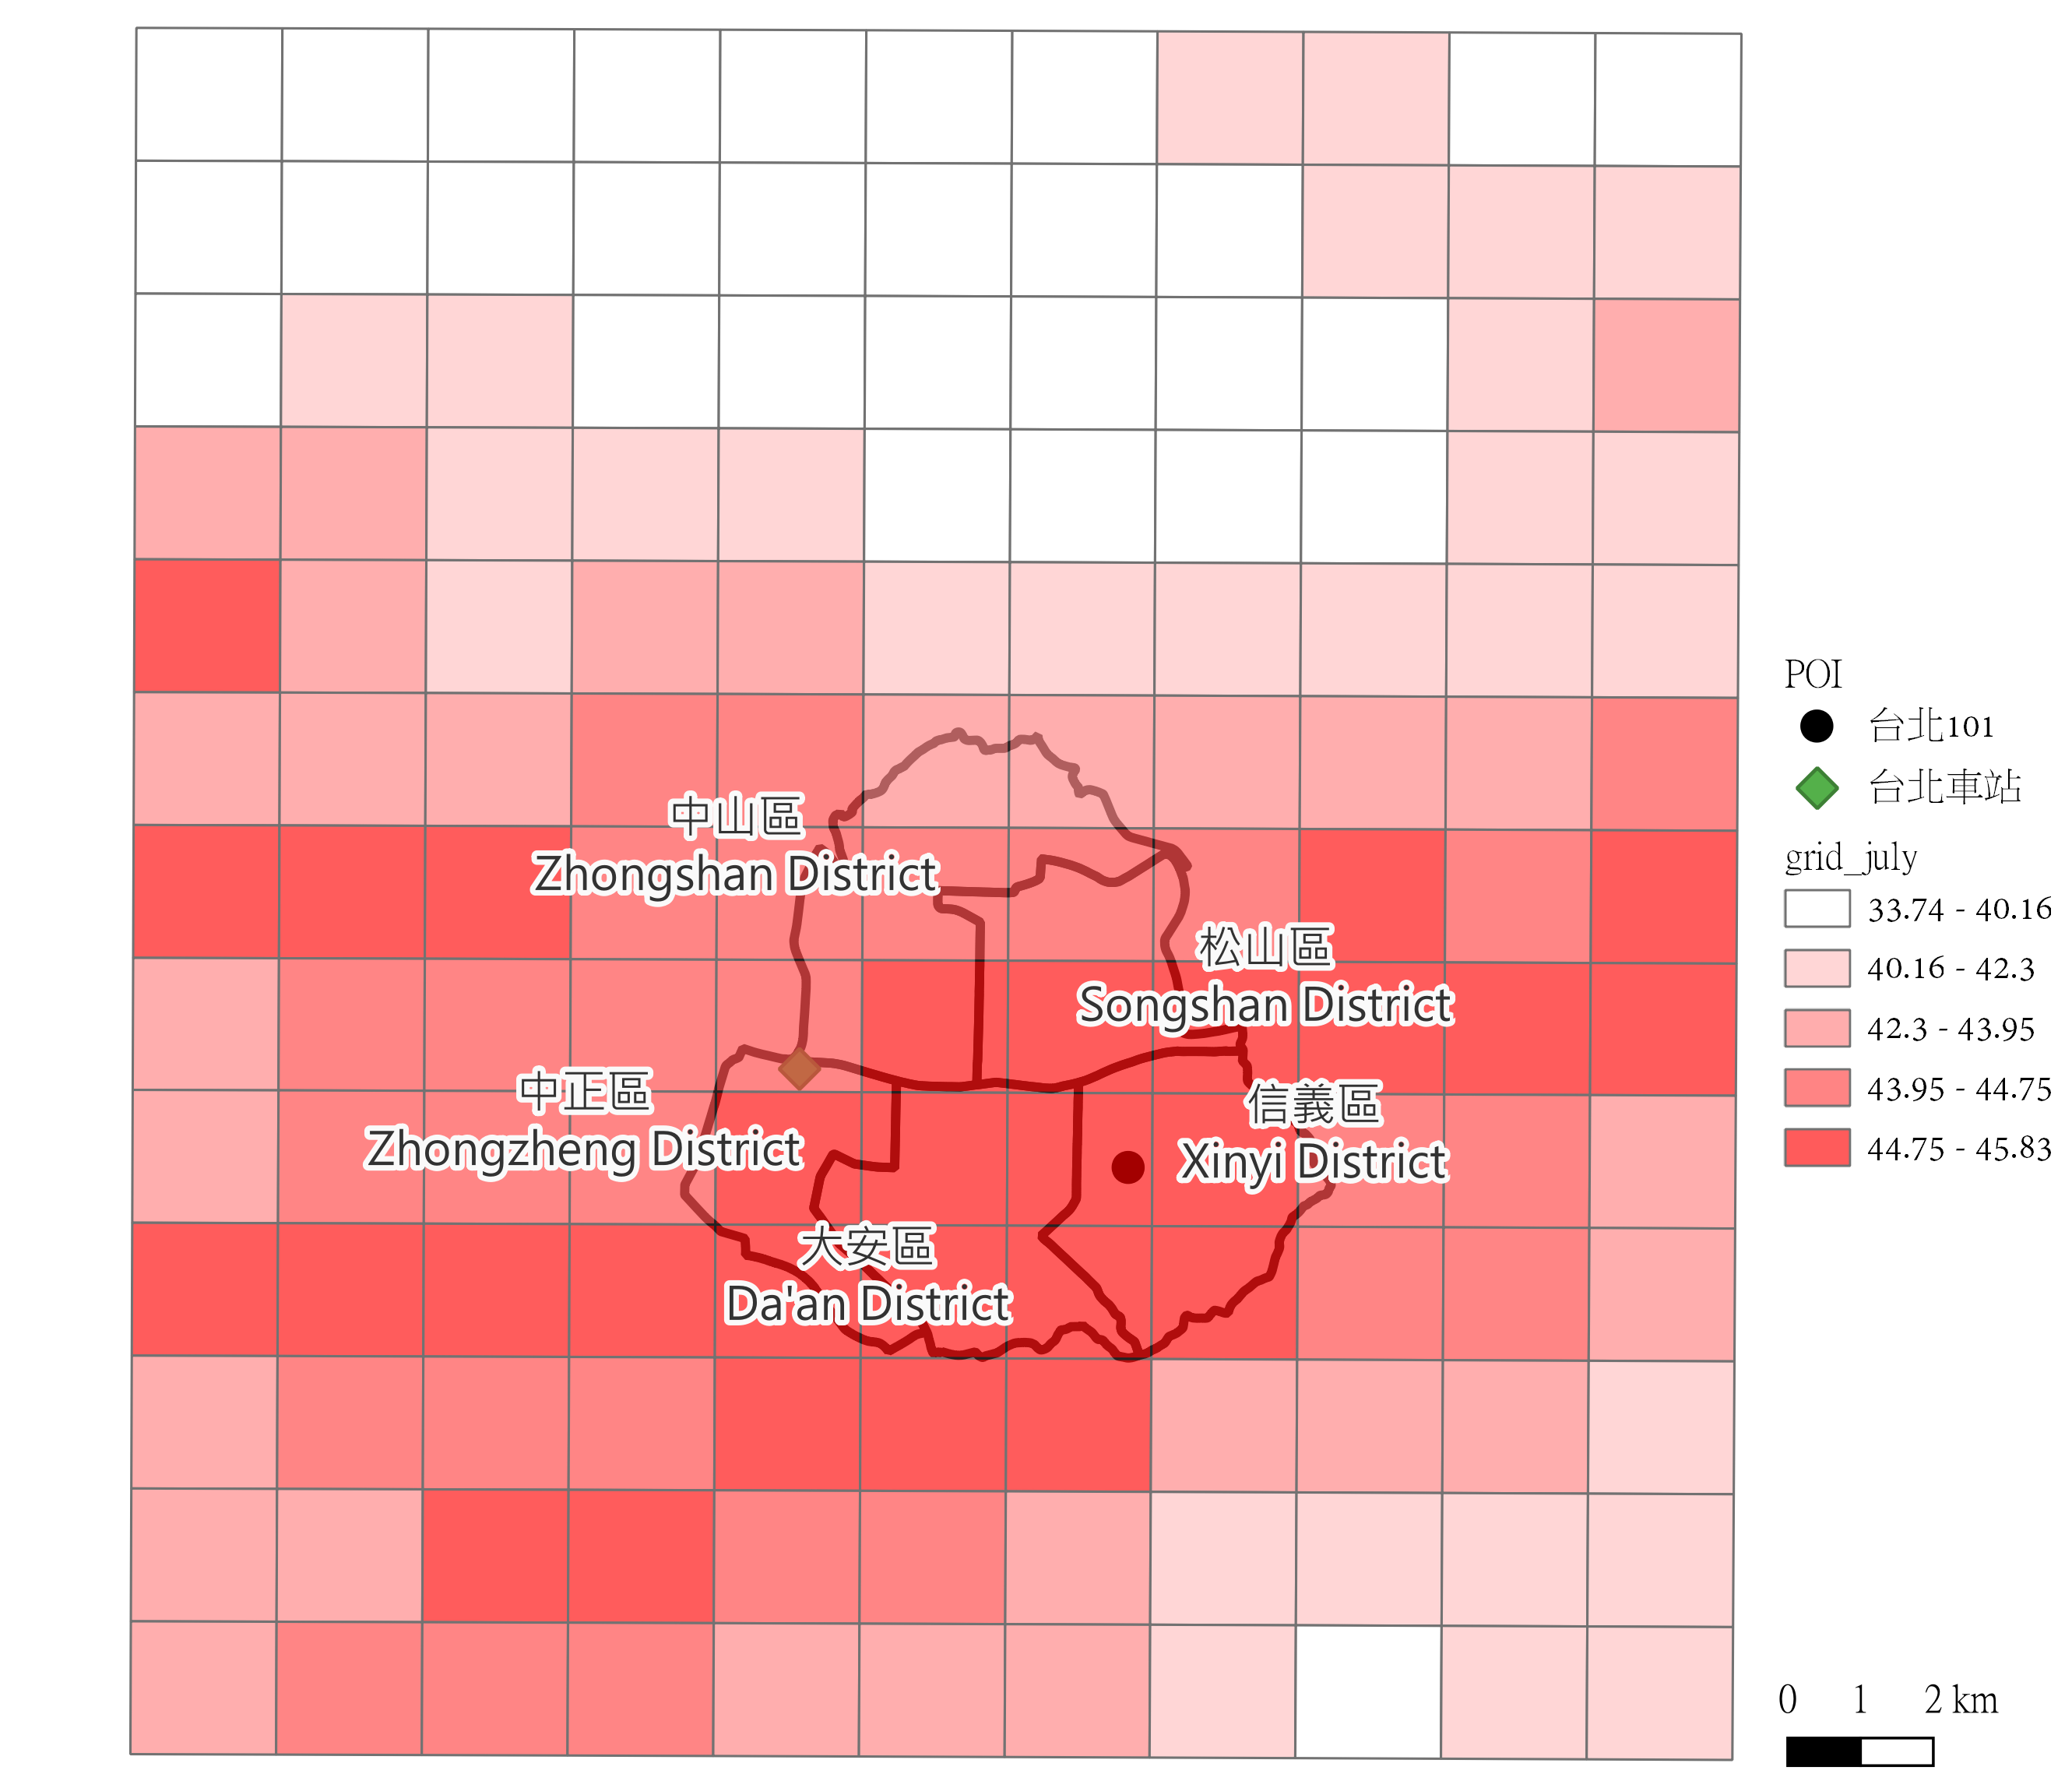 中山區
Zhongshan District
松山區
Songshan District
中正區
Zhongzheng District
信義區
Xinyi District
大安區
Da'an District
POI
台北101
台北車站
grid_july
33.74 - 40.16
40.16 - 42.3
42.3 - 43.95
43.95 - 44.75
44.75 - 45.83
0 1 2 km